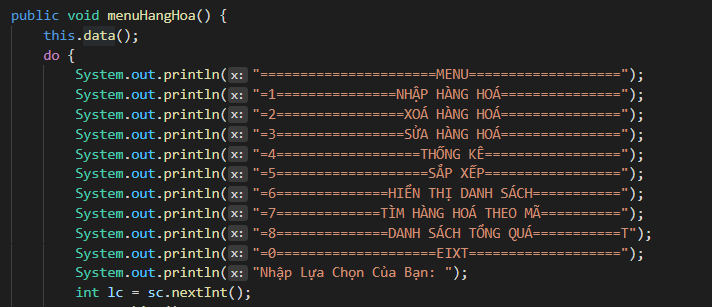 public void menuHangHoa() {
this.data();
do {
System.out.println(x: "======================MENU===================");
System.out.println(x: "=1===============NHẬP HÀNG HOÁ===============");
System.out.println(x: "=2================XOÁ HÀNG HOÁ===============");
System.out.println(x: "=3================SỬA HÀNG HOÁ===============");
System.out.println(x: "=4==================THỐNG KÊ=================");
System.out.println(x: "=5===================SẮP XẾP=================");
System.out.println(x: "=6==============HIỂN THỊ DANH SÁCH===========");
System.out.println(x: "=7=============TÌM HÀNG HOÁ THEO MÃ==========");
System.out.println(x: "=8==============DANH SÁCH TỔNG QUÁ===========T");
System.out.println(x: "=0====================EIXT===================");
System.out.println(x: "Nhập Lựa Chọn Của Bạn: ");
int lc = sc.nextInt();